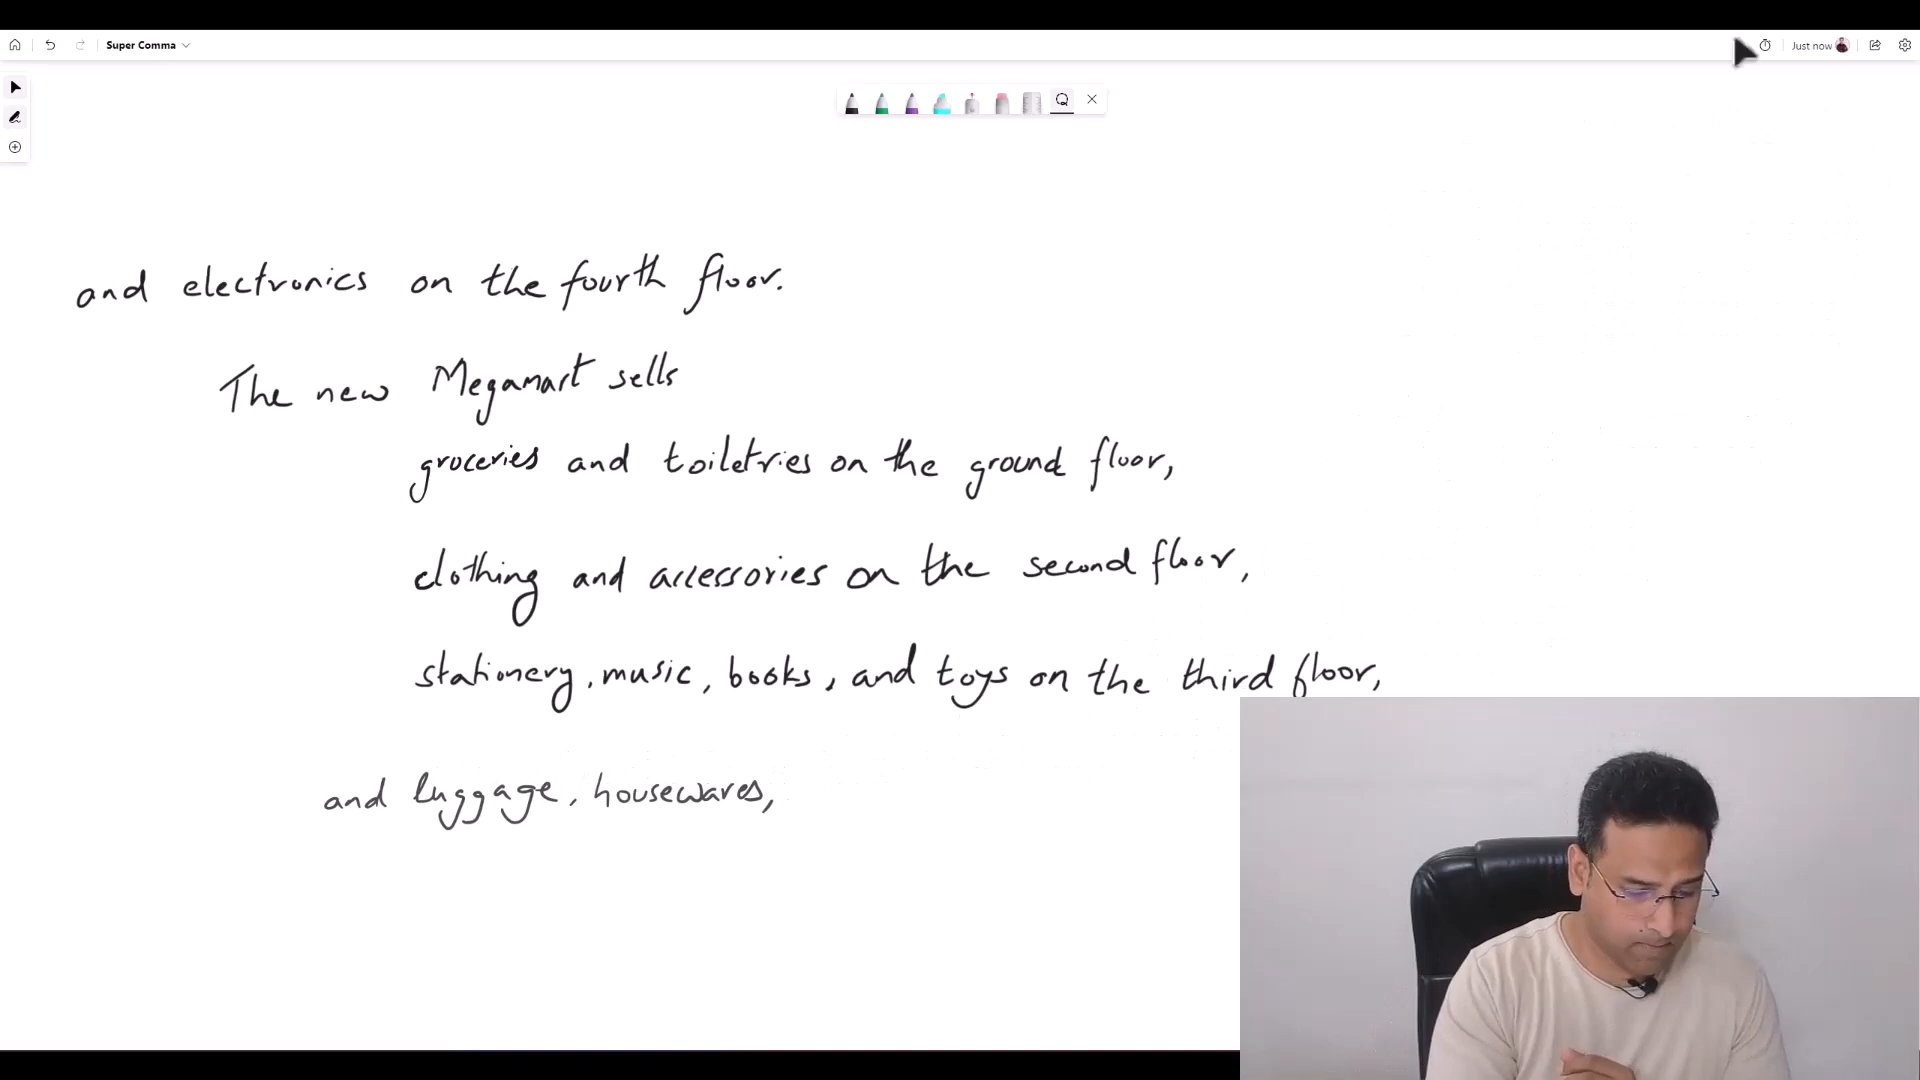 Super Comma
Just now
and electronics on the fourth floor.
The new Megamart sells
groceries and toiletries on the ground floor,
clothing and accessories on the second floor,
stationery, music, books, and toys on the third floor,
and luggage, housewares,